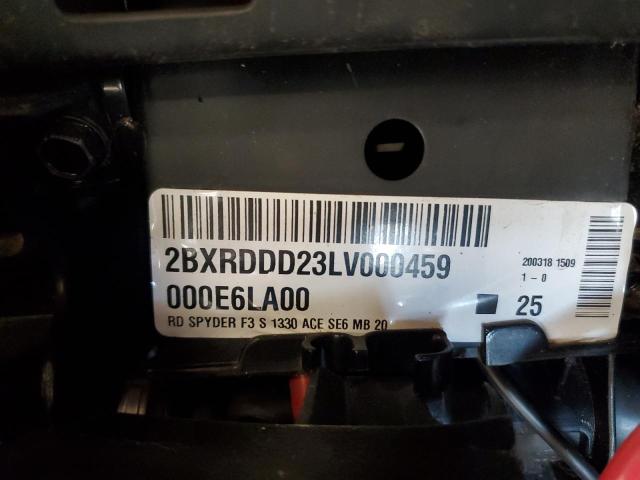 2BXRDDD23LV000459
200318 1509
1-0
000E6LA00
25
RD SPYDER F3 S 1330 ACE SE6 MB 20